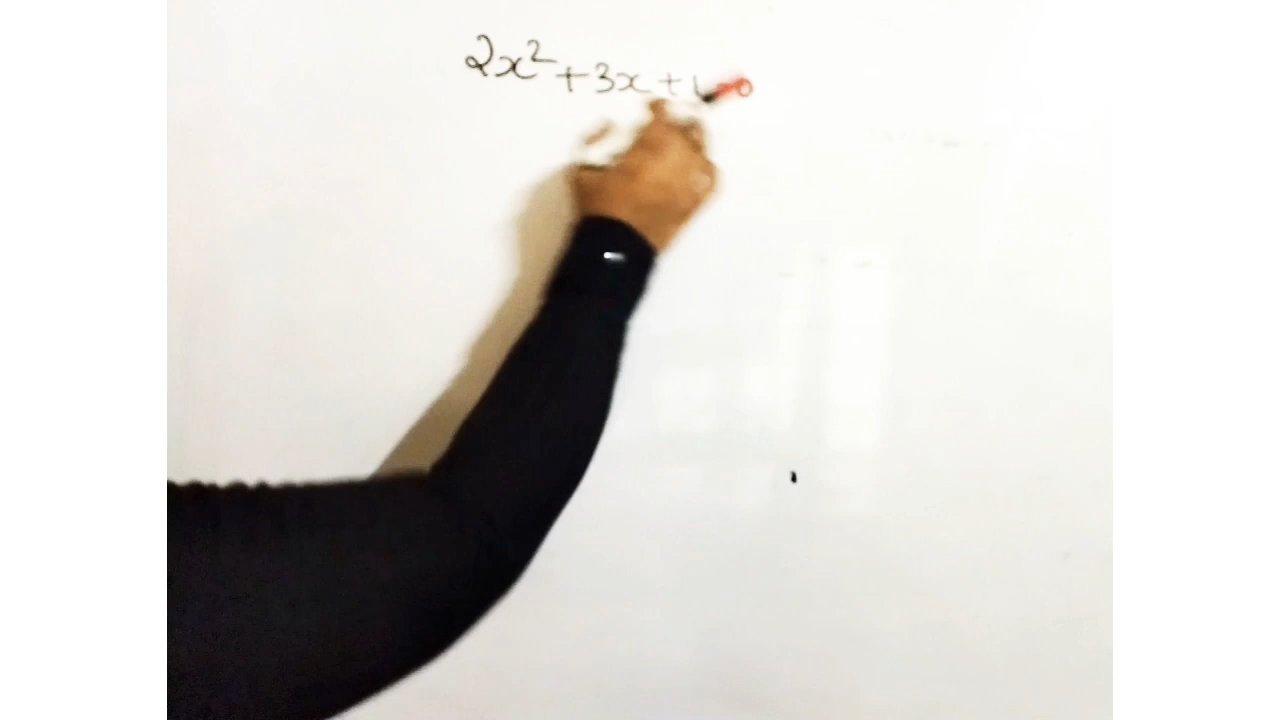 2x² + 3x +